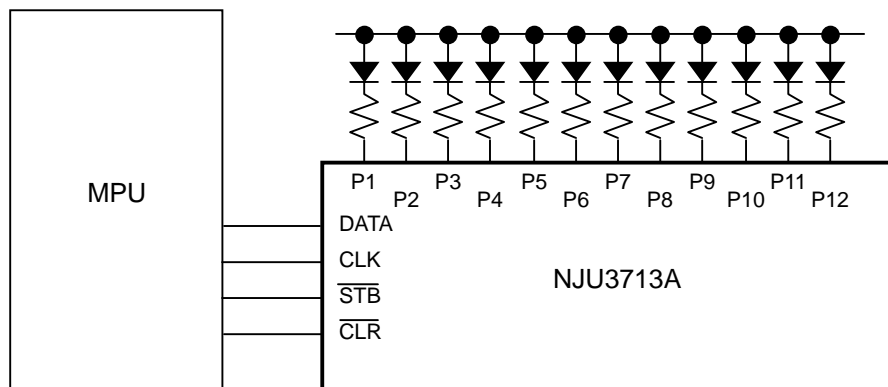 P1 P3 P5 P7 P9 P11
P2 P4 P6 P8 P10 P12
MPU
DATA
CLK
STB
CLR
NJU3713A